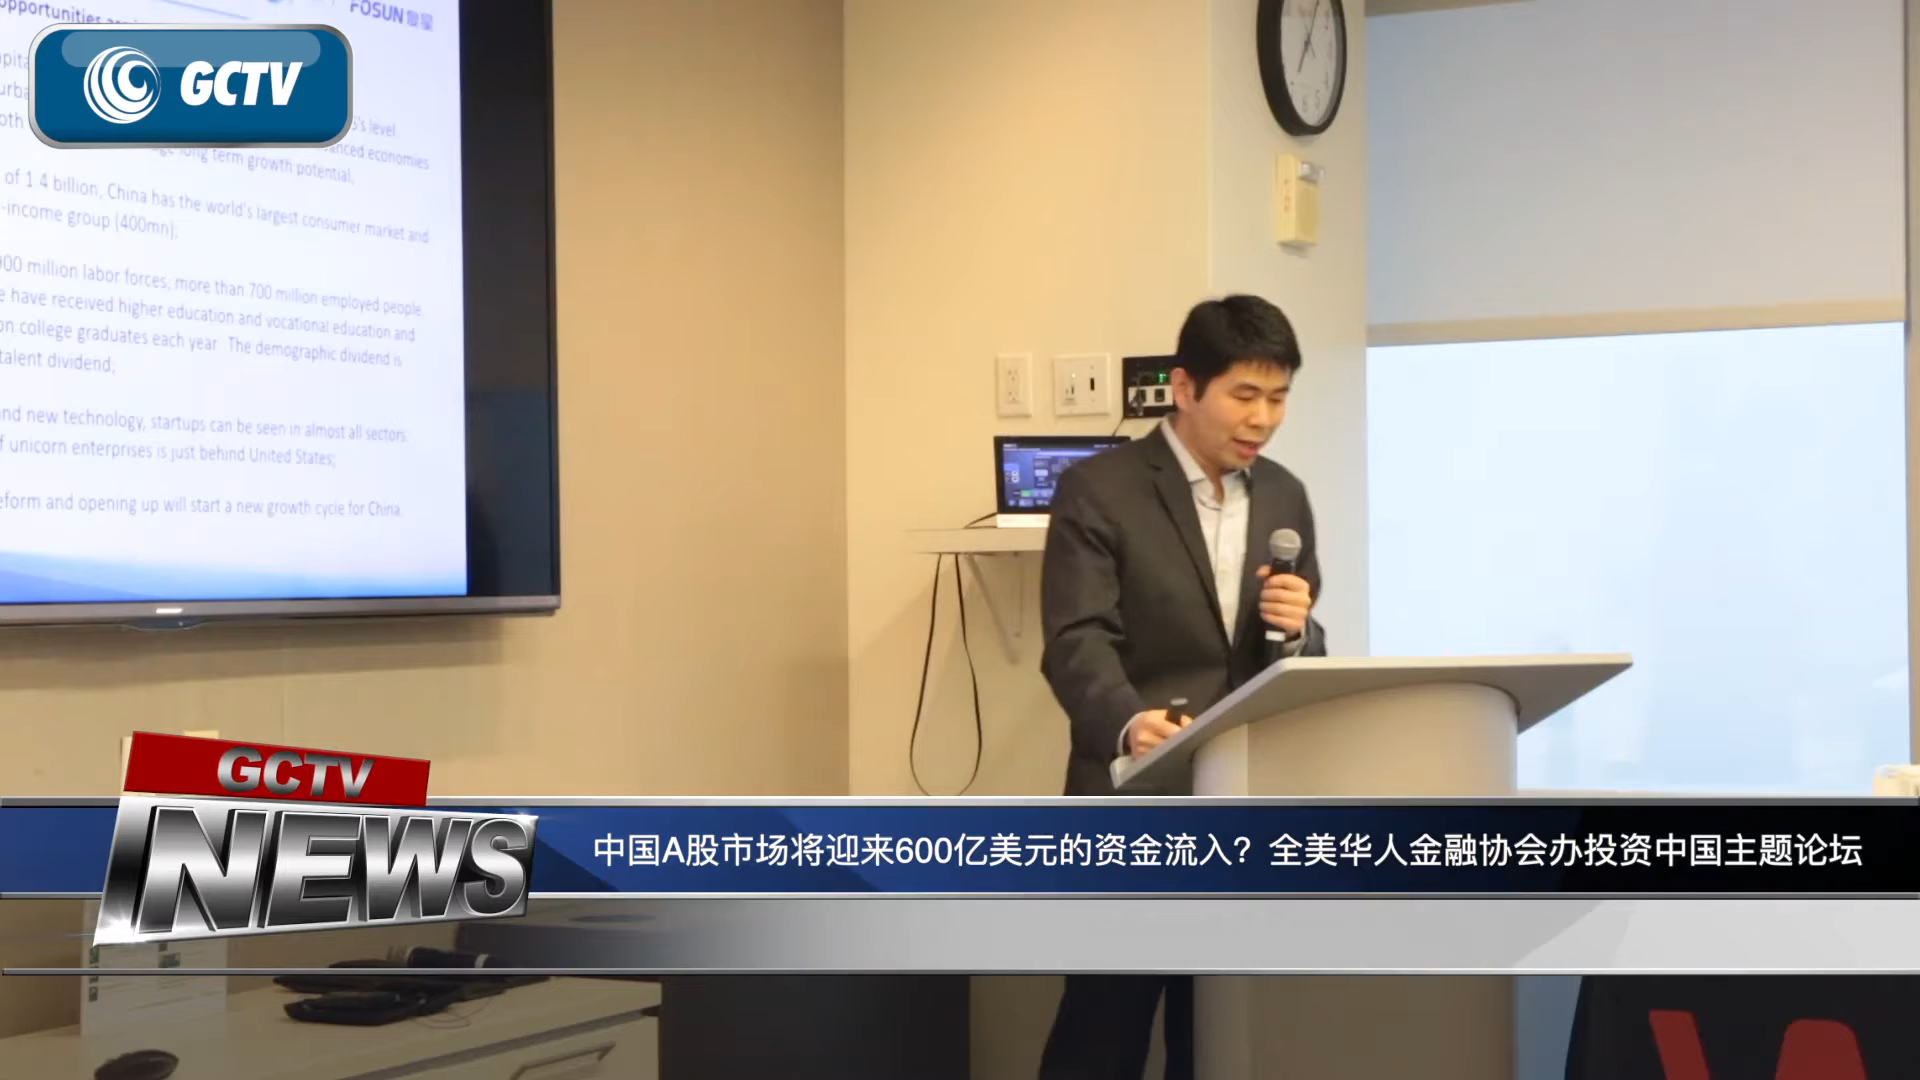 opportunities
FOSUN 复星
GCTV
's level
economies
long term growth potential,
of 1.4 billion, China has the world's largest consumer market and
-income group (400mn);
million labor forces, more than 700 million employed people.
have received higher education and vocational education and
college graduates each year. The demographic dividend is
talent dividend;
and new technology, startups can be seen in almost all sectors.
unicorn enterprises is just behind United States;
reform and opening up will start a new growth cycle for China.
GCTV
NEWS
中国A股市场将迎来600亿美元的资金流入？全美华人金融协会办投资中国主题论坛